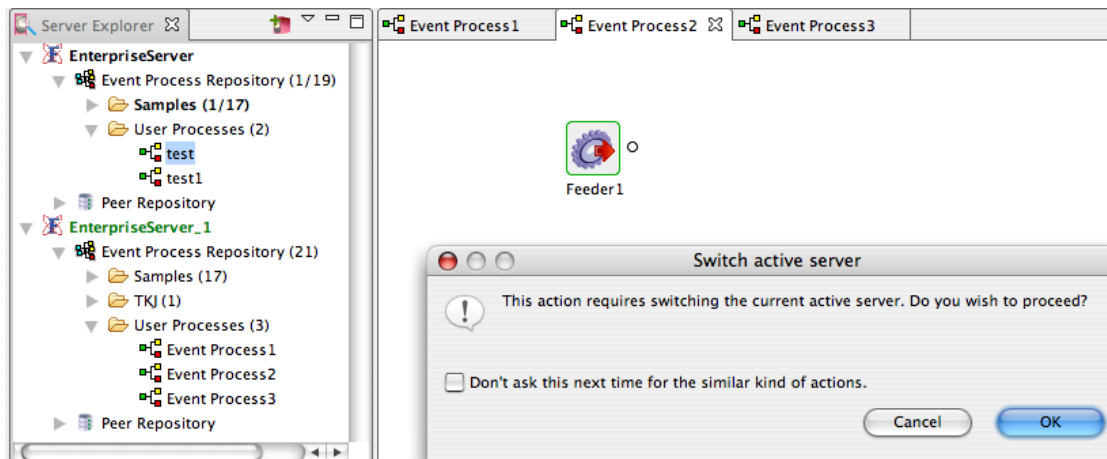 Server Explorer
EnterpriseServer
Event Process Repository (1/19)
Samples (1/17)
User Processes (2)
test
test1
Peer Repository
EnterpriseServer_1
Event Process Repository (21)
Samples (17)
TKJ (1)
User Processes (3)
Event Process1
Event Process2
Event Process3
Peer Repository
Event Process1
Event Process2
Event Process3
Feeder1
Switch active server
This action requires switching the current active server. Do you wish to proceed?
Don't ask this next time for the similar kind of actions.
Cancel
OK